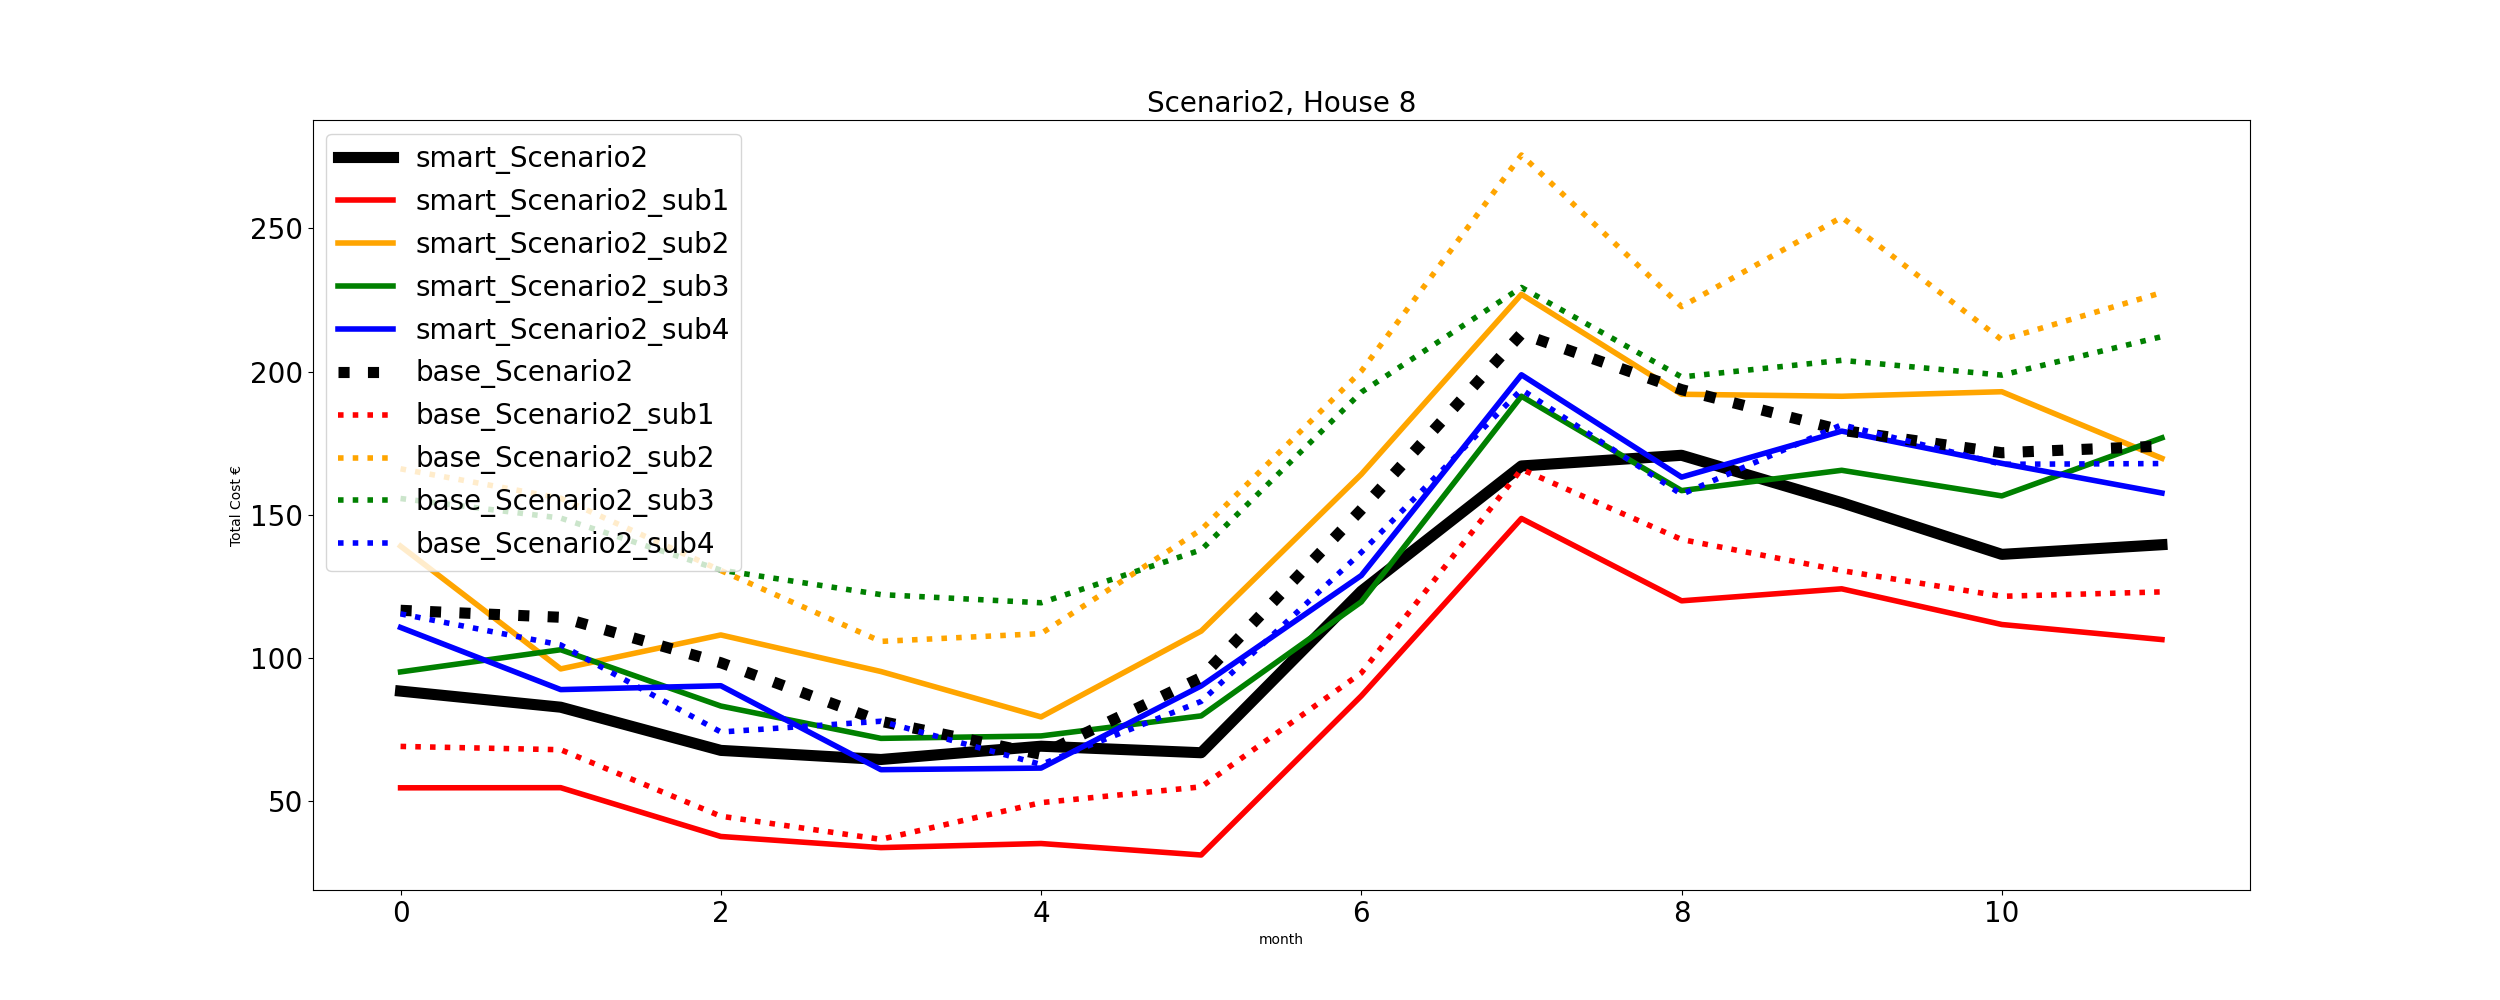 Scenario2, House 8
smart_Scenario2
smart_Scenario2_sub1
smart_Scenario2_sub2
smart_Scenario2_sub3
smart_Scenario2_sub4
base_Scenario2
base_Scenario2_sub1
base_Scenario2_sub2
base_Scenario2_sub3
base_Scenario2_sub4
250
200
150
100
50
Total Cost €
0 2 4 6 8 10
month